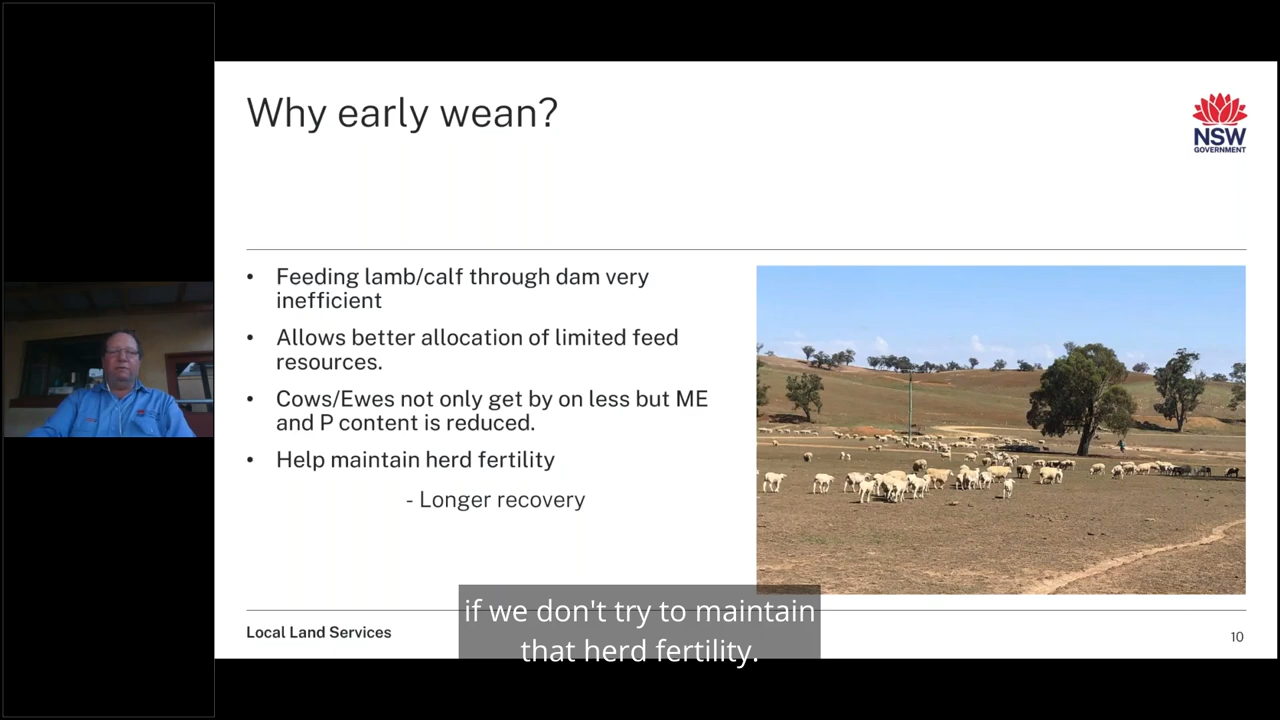 Why early wean?
NSW
GOVERNMENT
• Feeding lamb/calf through dam very
inefficient
• Allows better allocation of limited feed
resources.
• Cows/Ewes not only get by on less but ME
and P content is reduced.
• Help maintain herd fertility
- Longer recovery
if we don't try to maintain
that herd fertility.
Local Land Services
10